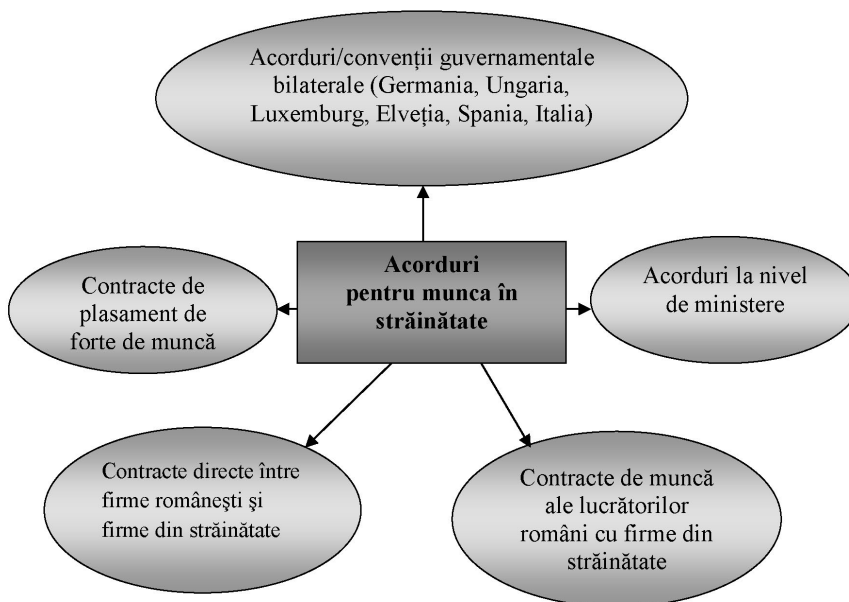 Acorduri/convenții guvernamentale
bilaterale (Germania, Ungaria,
Luxemburg, Elveția, Spania, Italia)
Acorduri
pentru munca în
străinătate
Contracte de
plasament de
forte de muncă
Acorduri la nivel
de ministere
Contracte directe între
firme românești și
firme din străinătate
Contracte de muncă
ale lucrătorilor
români cu firme din
străinătate